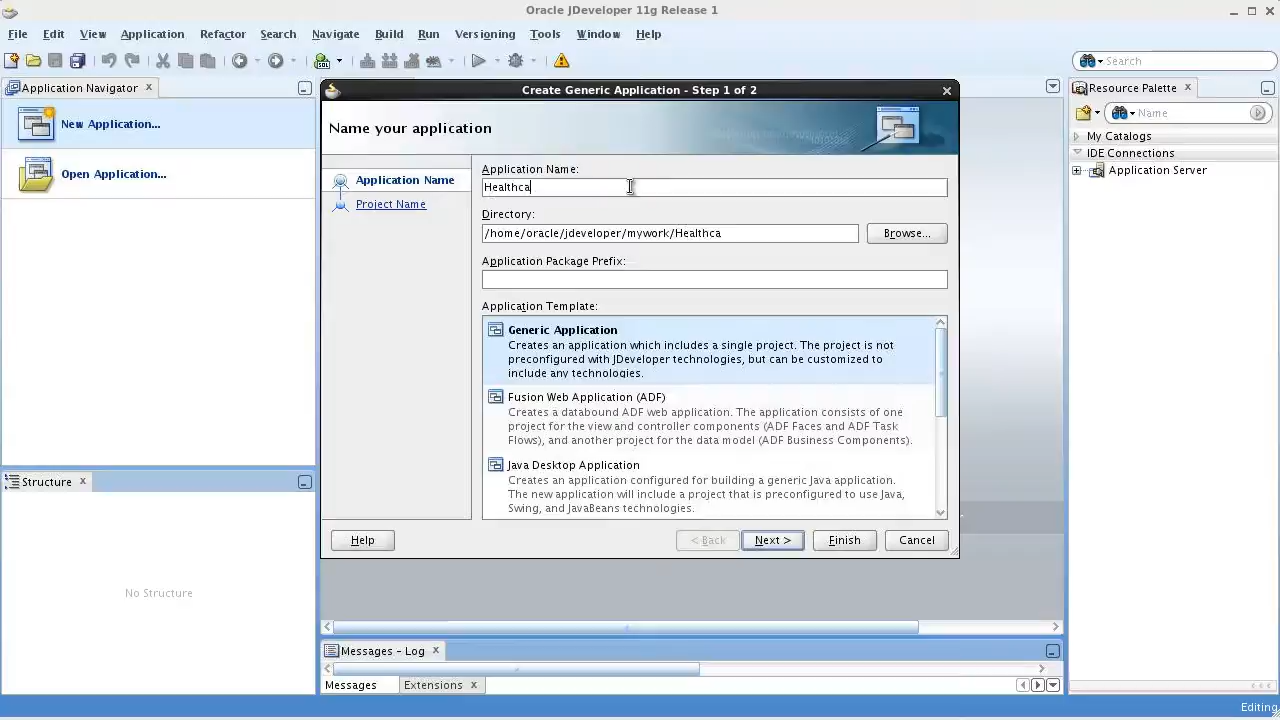 Oracle JDeveloper 11g Release 1
File Edit View Application Refactor Search Navigate Build Run Versioning Tools Window Help
Search
Application Navigator
New Application...
Open Application...
Structure
No Structure
Create Generic Application - Step 1 of 2
Name your application
Application Name
Project Name
Application Name:
Healthca
Directory:
/home/oracle/jdeveloper/mywork/Healthca
Browse...
Application Package Prefix:
Application Template:
Generic Application
Creates an application which includes a single project. The project is not
preconfigured with JDeveloper technologies, but can be customized to
include any technologies.
Fusion Web Application (ADF)
Creates a databound ADF web application. The application consists of one
project for the view and controller components (ADF Faces and ADF Task
Flows), and another project for the data model (ADF Business Components).
Java Desktop Application
Creates an application configured for building a generic Java application.
The new application will include a project that is preconfigured to use Java,
Swing, and JavaBeans technologies.
Help
< Back
Next >
Finish
Cancel
Messages - Log
Messages
Extensions
Resource Palette
Name
My Catalogs
IDE Connections
Application Server
Editing